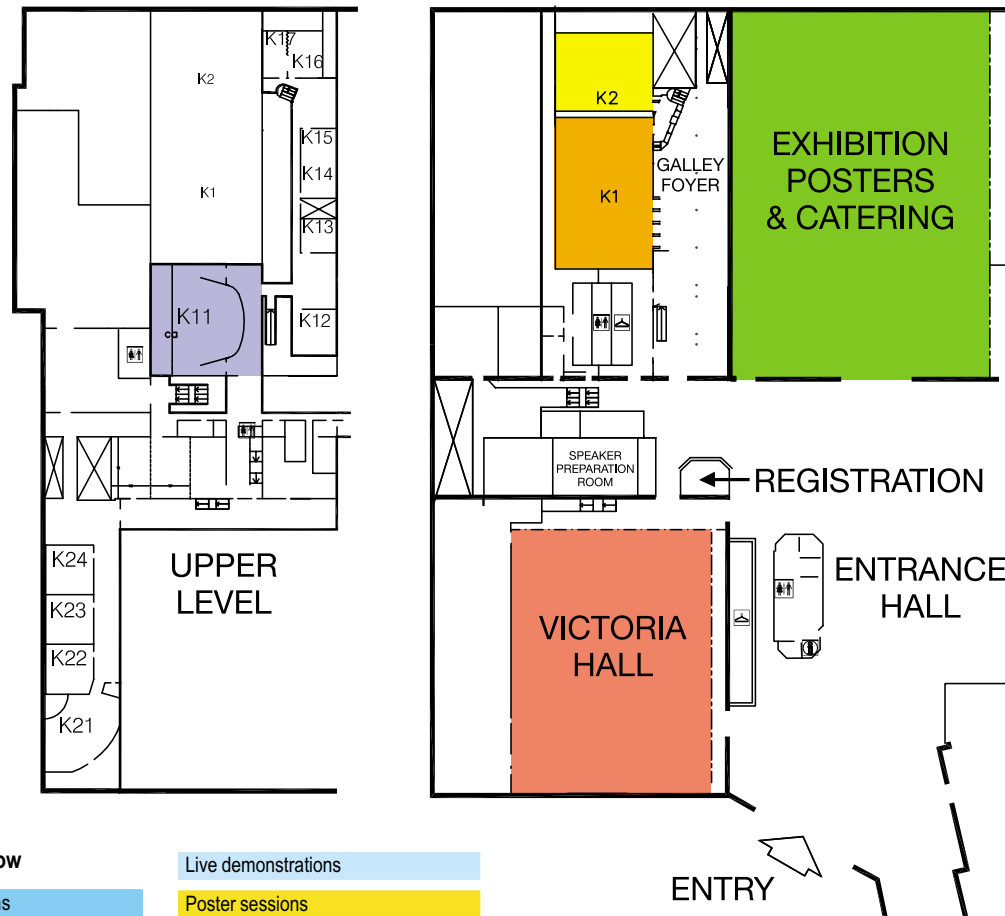 K17
K16
K2
K15
K14
K1
K13
K11
K12
K24
K23
K22
K21
UPPER
LEVEL
K2
K1
GALLEY
FOYER
EXHIBITION
POSTERS
& CATERING
SPEAKER
PREPARATION
ROOM
REGISTRATION
VICTORIA
HALL
ENTRANCE
HALL
ENTRY
Live demonstrations
Poster sessions